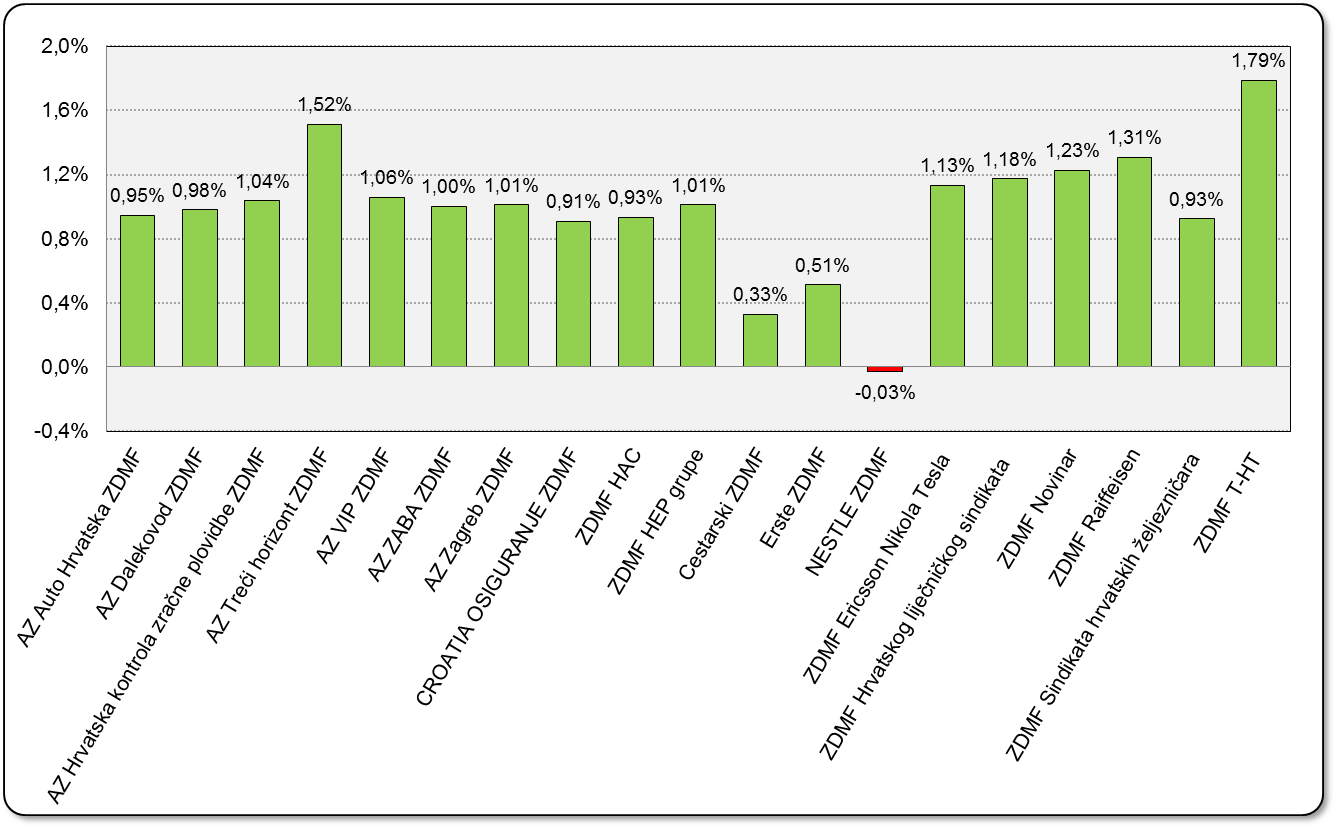 2,0%
1,6%
1,2%
0,8%
0,4%
0,0%
-0,4%
0,95%
0,98%
1,04%
1,52%
1,06%
1,00%
1,01%
0,91%
0,93%
1,01%
0,33%
0,51%
-0,03%
1,13%
1,18%
1,23%
1,31%
0,93%
1,79%
AZ Auto Hrvatska ZDMF
AZ Dalekovod ZDMF
AZ Hrvatska kontrola zračne plovidbe ZDMF
AZ Treći horizont ZDMF
AZ VIP ZDMF
AZ ZABA ZDMF
AZ Zagreb ZDMF
CROATIA OSIGURANJE ZDMF
ZDMF HAC
ZDMF HEP grupe
Cestarski ZDMF
Erste ZDMF
NESTLE ZDMF
ZDMF Ericsson Nikola Tesla
ZDMF Hrvatskog liječničkog sindikata
ZDMF Novinar
ZDMF Raiffeisen
ZDMF Sindikata hrvatskih željezničara
ZDMF T-HT